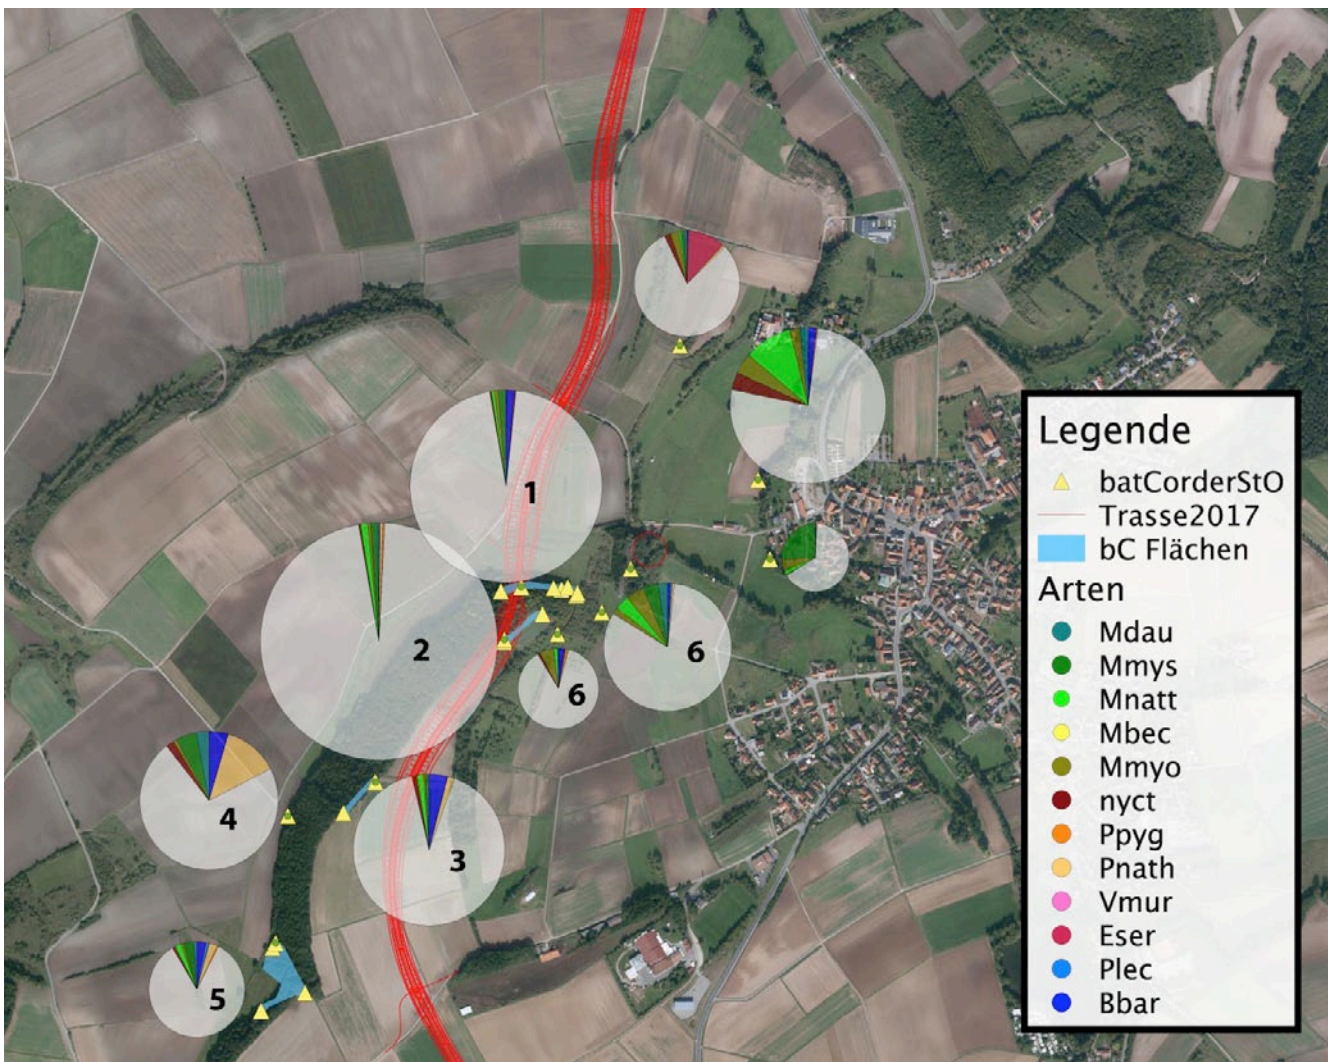 1
2
6
6
4
3
5
Legende
batCorderStO
Trasse2017
bC Flächen
Arten
Mdau
Mmys
Mnatt
Mbec
Mmyo
nyct
Ppyg
Pnath
Vmur
Eser
Plec
Bbar